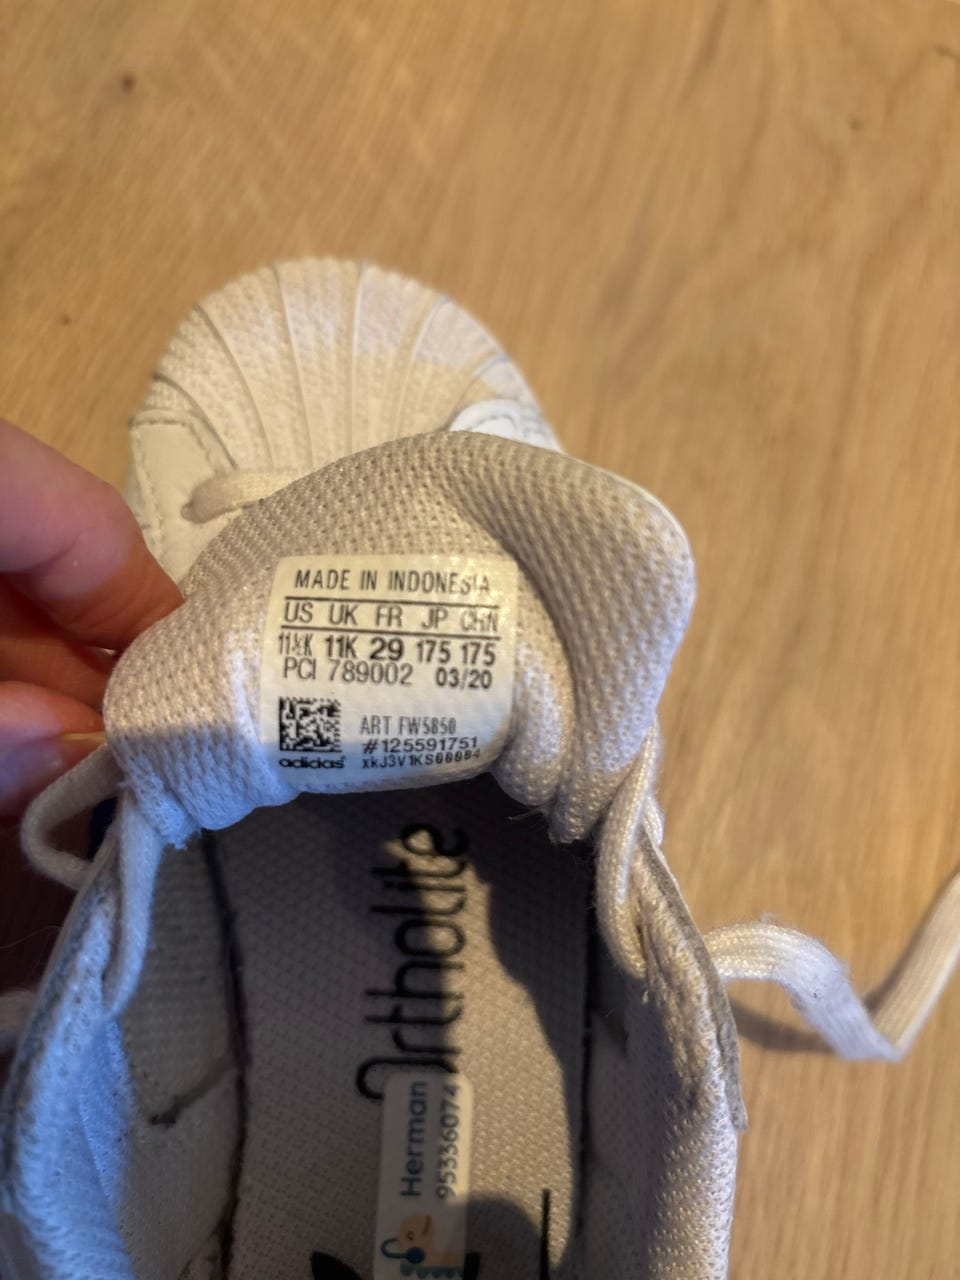 MADE IN INDONESIA
US UK FR JP CHN
11½K 11K 29 175 175
PCI 789002 03/20
ART FW5850
#125591751
xkJ3V1KS00004
adidas
Ortholite
Herman
95336074